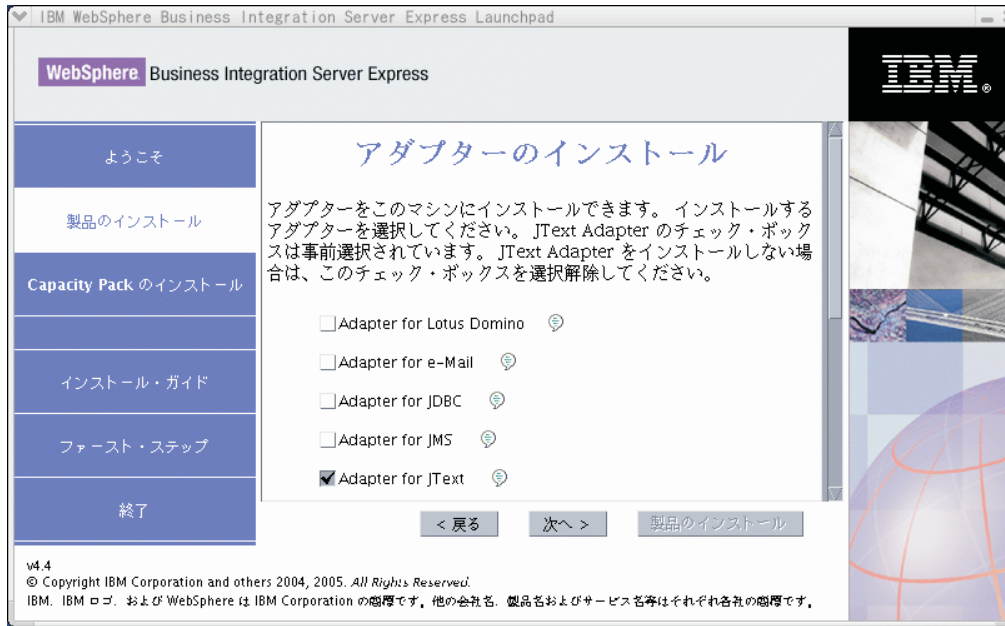 IBM WebSphere Business Integration Server Express Launchpad
WebSphere Business Integration Server Express
IBM®
ようこそ
製品のインストール
Capacity Pack のインストール
インストール・ガイド
ファースト・ステップ
終了
アダプターのインストール
アダプターをこのマシンにインストールできます。 インストールする
アダプターを選択してください。 JText Adapter のチェック・ボック
スは事前選択されています。 JText Adapter をインストールしない場
合は、このチェック・ボックスを選択解除してください。
Adapter for Lotus Domino
Adapter for e-Mail
Adapter for JDBC
Adapter for JMS
Adapter for JText
< 戻る
次へ >
製品のインストール
v4.4
© Copyright IBM Corporation and others 2004, 2005. All Rights Reserved.
IBM、IBM ロゴ、および WebSphere は IBM Corporation の商標です。他の会社名、製品名およびサービス名等はそれぞれ各社の商標です。